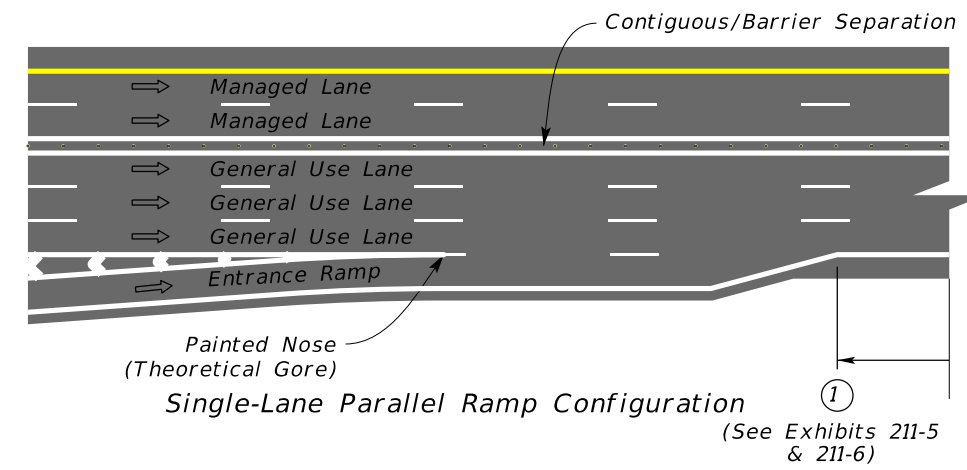 Contiguous/Barrier Separation
Managed Lane
Managed Lane
General Use Lane
General Use Lane
General Use Lane
Entrance Ramp
Painted Nose
(Theoretical Gore)
Single-Lane Parallel Ramp Configuration
1
(See Exhibits 211-5
& 211-6)